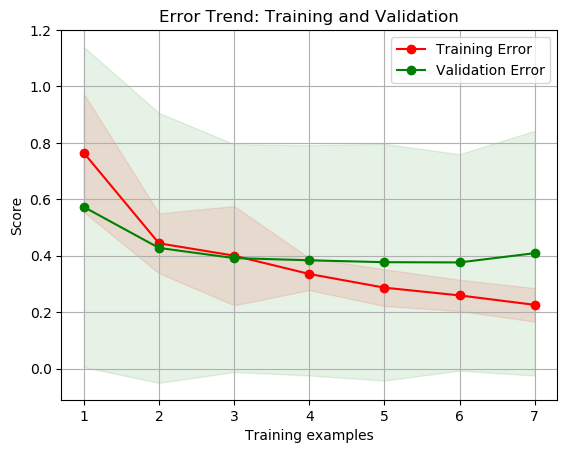 Error Trend: Training and Validation
Training Error
Validation Error
Score
1.2
1.0
0.8
0.6
0.4
0.2
0.0
1 2 3 4 5 6 7
Training examples